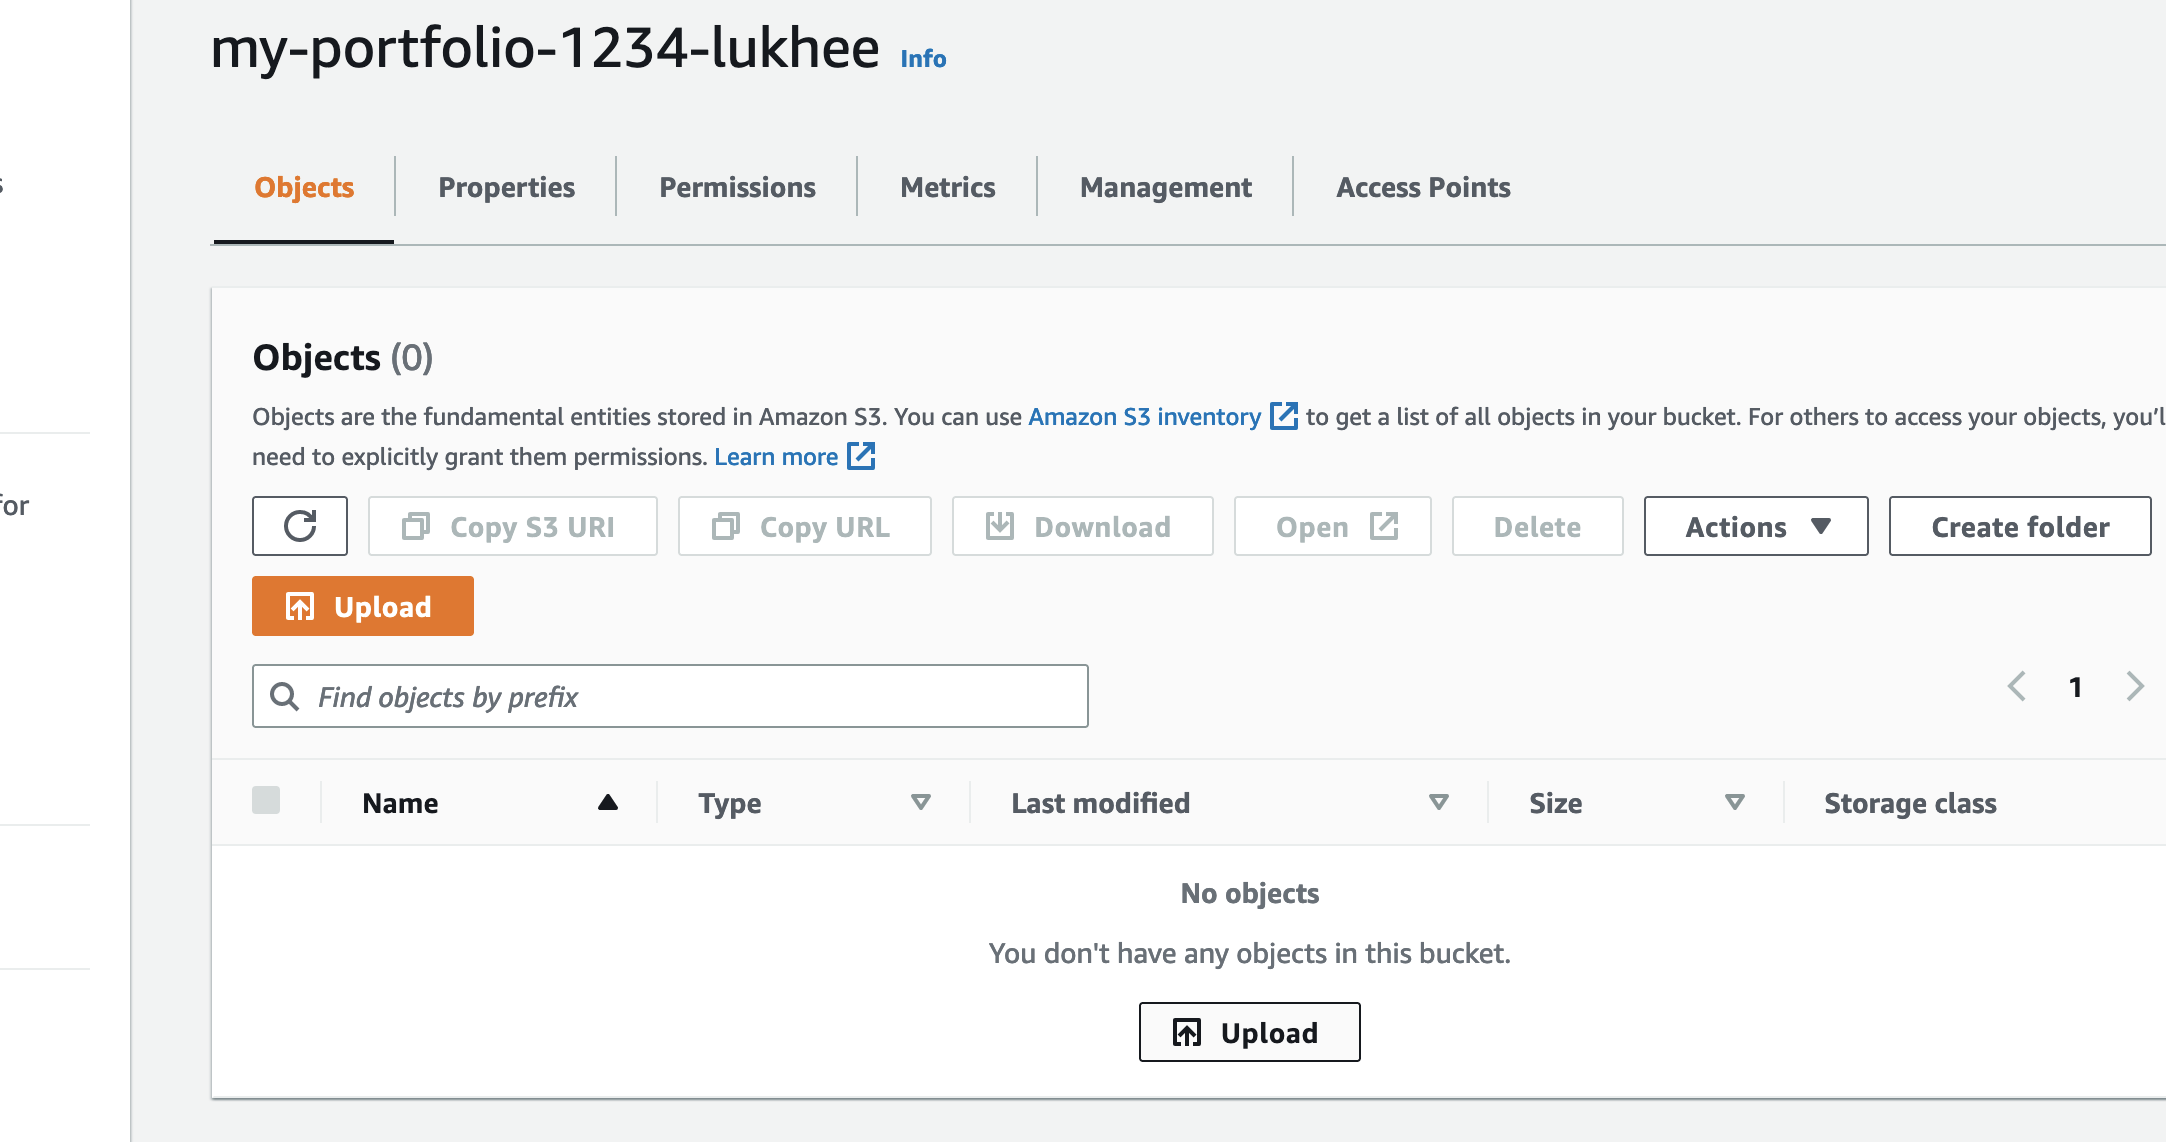 my-portfolio-1234-lukhee Info
Objects Properties Permissions Metrics Management Access Points
Objects (0)
Objects are the fundamental entities stored in Amazon S3. You can use Amazon S3 inventory to get a list of all objects in your bucket. For others to access your objects, you'l
need to explicitly grant them permissions. Learn more
for
Copy S3 URI Copy URL Download Open Delete Actions Create folder
Upload
Find objects by prefix
1
Name Type Last modified Size Storage class
No objects
You don't have any objects in this bucket.
Upload